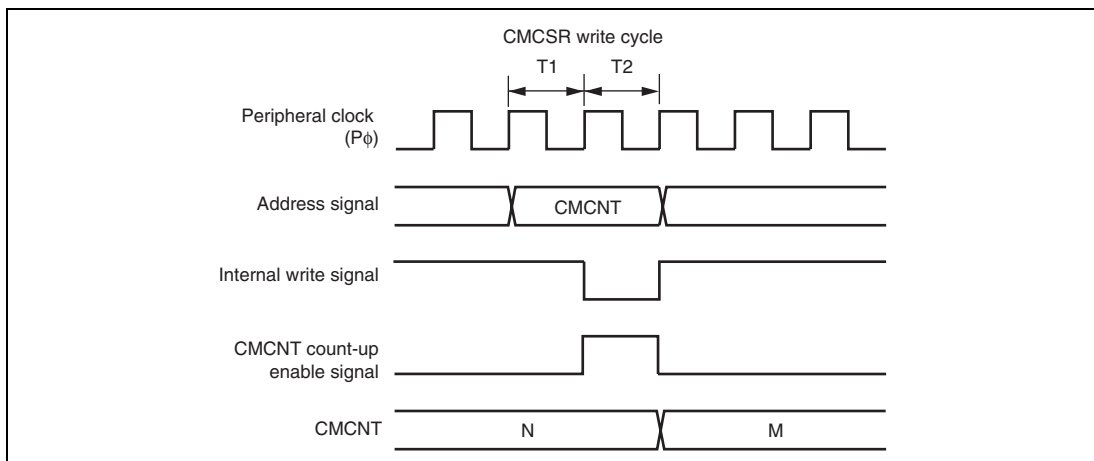 CMCSR write cycle
T1
T2
Peripheral clock
(Pϕ)
Address signal
CMCNT
Internal write signal
CMCNT count-up
enable signal
CMCNT
N
M